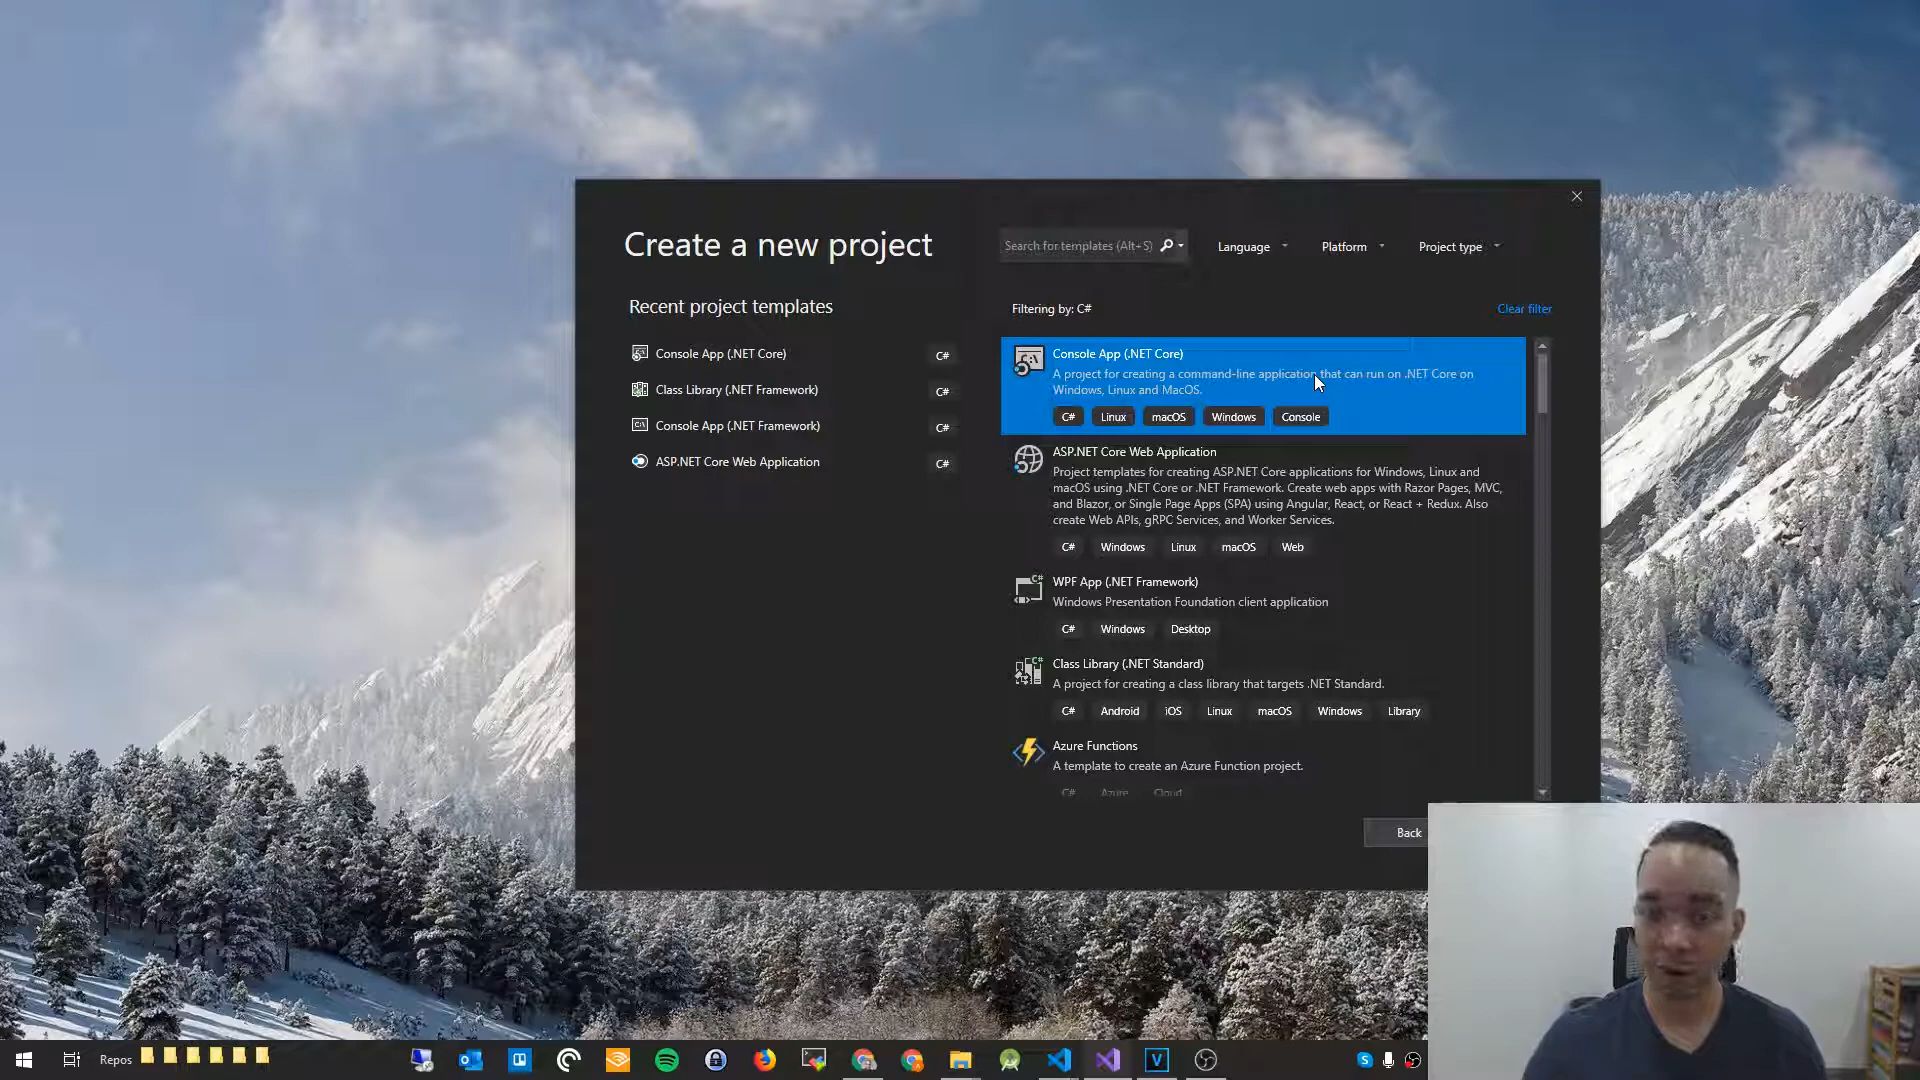 Create a new project
Search for templates (Alt+S)
Language
Platform
Project type
Recent project templates
Filtering by: C#
Clear filter
Console App (.NET Core)
C#
Class Library (.NET Framework)
C#
Console App (.NET Framework)
C#
ASP.NET Core Web Application
C#
Console App (.NET Core)
A project for creating a command-line application that can run on .NET Core on
Windows, Linux and MacOS.
C# Linux macOS Windows Console
ASP.NET Core Web Application
Project templates for creating ASP.NET Core applications for Windows, Linux and
macOS using .NET Core or .NET Framework. Create web apps with Razor Pages, MVC,
and Blazor, or Single Page Apps (SPA) using Angular, React, or React + Redux. Also
create Web APIs, gRPC Services, and Worker Services.
C# Windows Linux macOS Web
WPF App (.NET Framework)
Windows Presentation Foundation client application
C# Windows Desktop
Class Library (.NET Standard)
A project for creating a class library that targets .NET Standard.
C# Android iOS Linux macOS Windows Library
Azure Functions
A template to create an Azure Function project.
C# Azure Cloud
Back
Repos